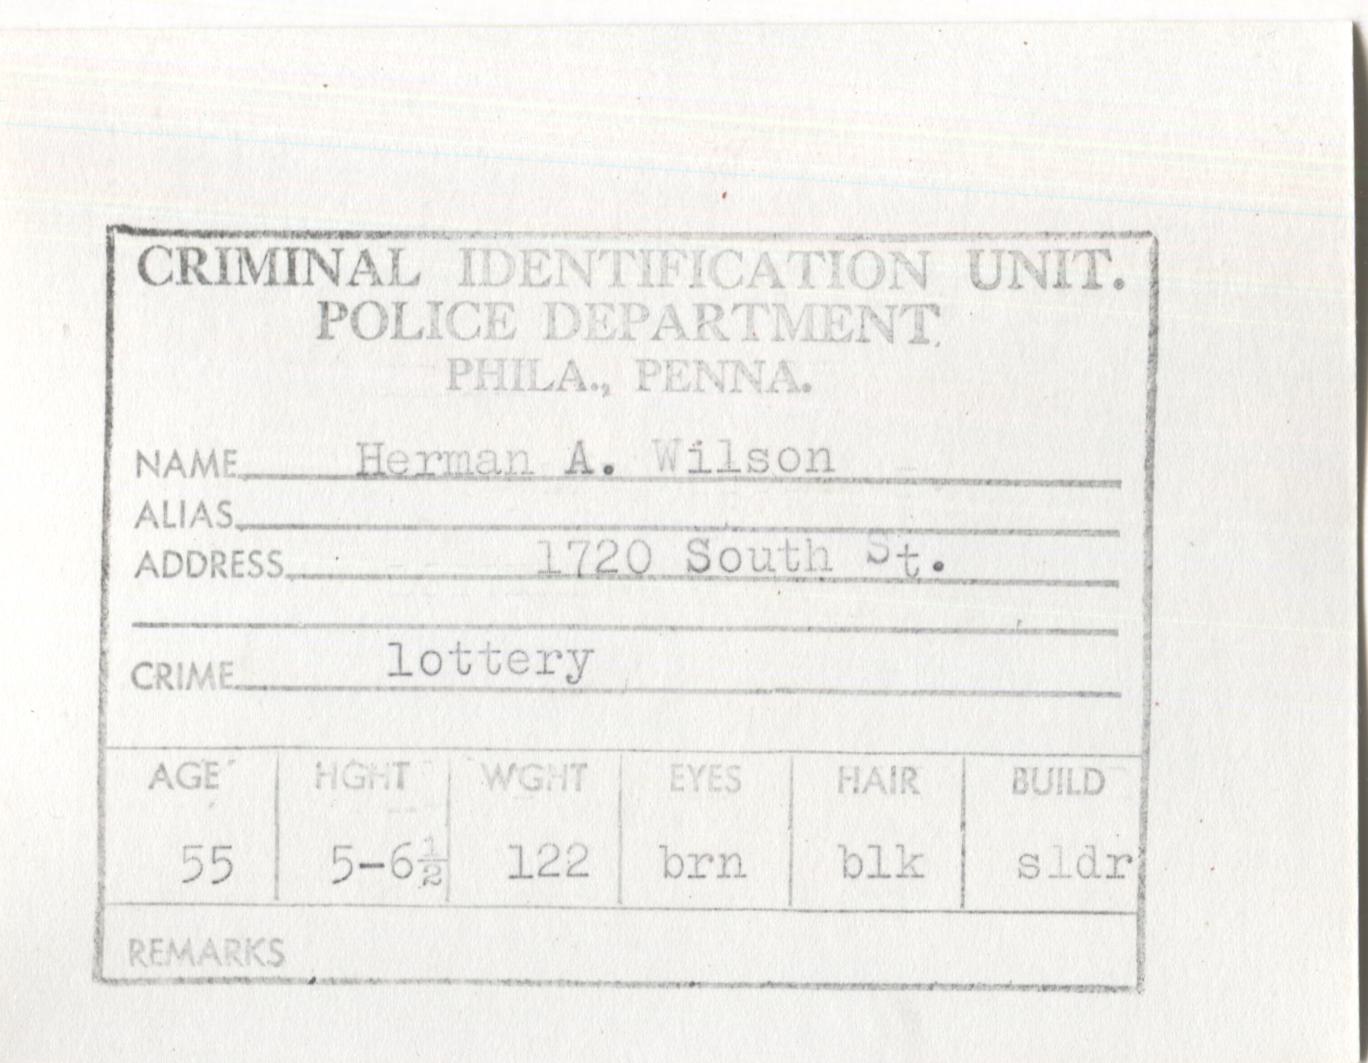 CRIMINAL IDENTIFICATION UNIT.
POLICE DEPARTMENT.
PHILA., PENNA.
NAME Herman A. Wilson
ALIAS
ADDRESS 1720 South St.
CRIME lottery
AGE HGHT WGHT EYES HAIR BUILD
55 5-6½ 122 brn blk sldr
REMARKS